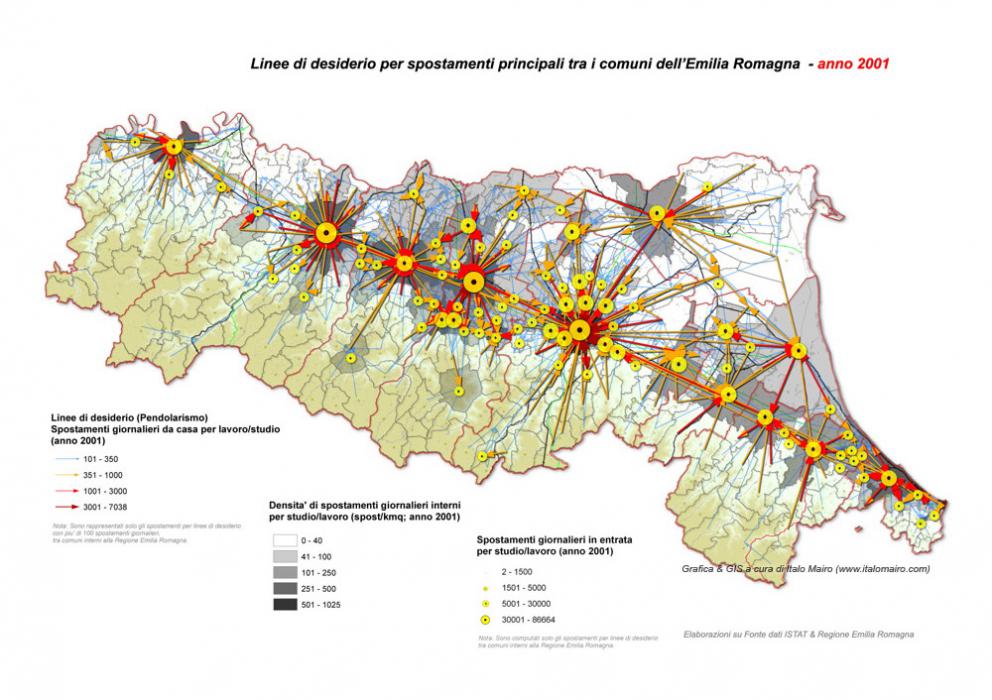 Linee di desiderio per spostamenti principali tra i comuni dell'Emilia Romagna - anno 2001
Linee di desiderio (Pendolarismo)
Spostamenti giornalieri da casa per lavoro/studio
(anno 2001)
101 - 350
351 - 1000
1001 - 3000
3001 - 7038
Nota: Sono rappresentati solo gli spostamenti per linee di desiderio
con piu' di 100 spostamenti giornalieri,
tra comuni interni alla Regione Emilia Romagna
Densita' di spostamenti giornalieri interni
per studio/lavoro (spost/kmq; anno 2001)
0 - 40
41 - 100
101 - 250
251 - 500
501 - 1025
Spostamenti giornalieri in entrata
per studio/lavoro (anno 2001)
2 - 1500
1501 - 5000
5001 - 30000
30001 - 86664
Nota: Sono computati solo gli spostamenti per linee di desiderio
tra comuni interni alla Regione Emilia Romagna
Grafica & GIS a cura di Italo Mairo (www.italomairo.com)
Elaborazioni su Fonte dati ISTAT & Regione Emilia Romagna